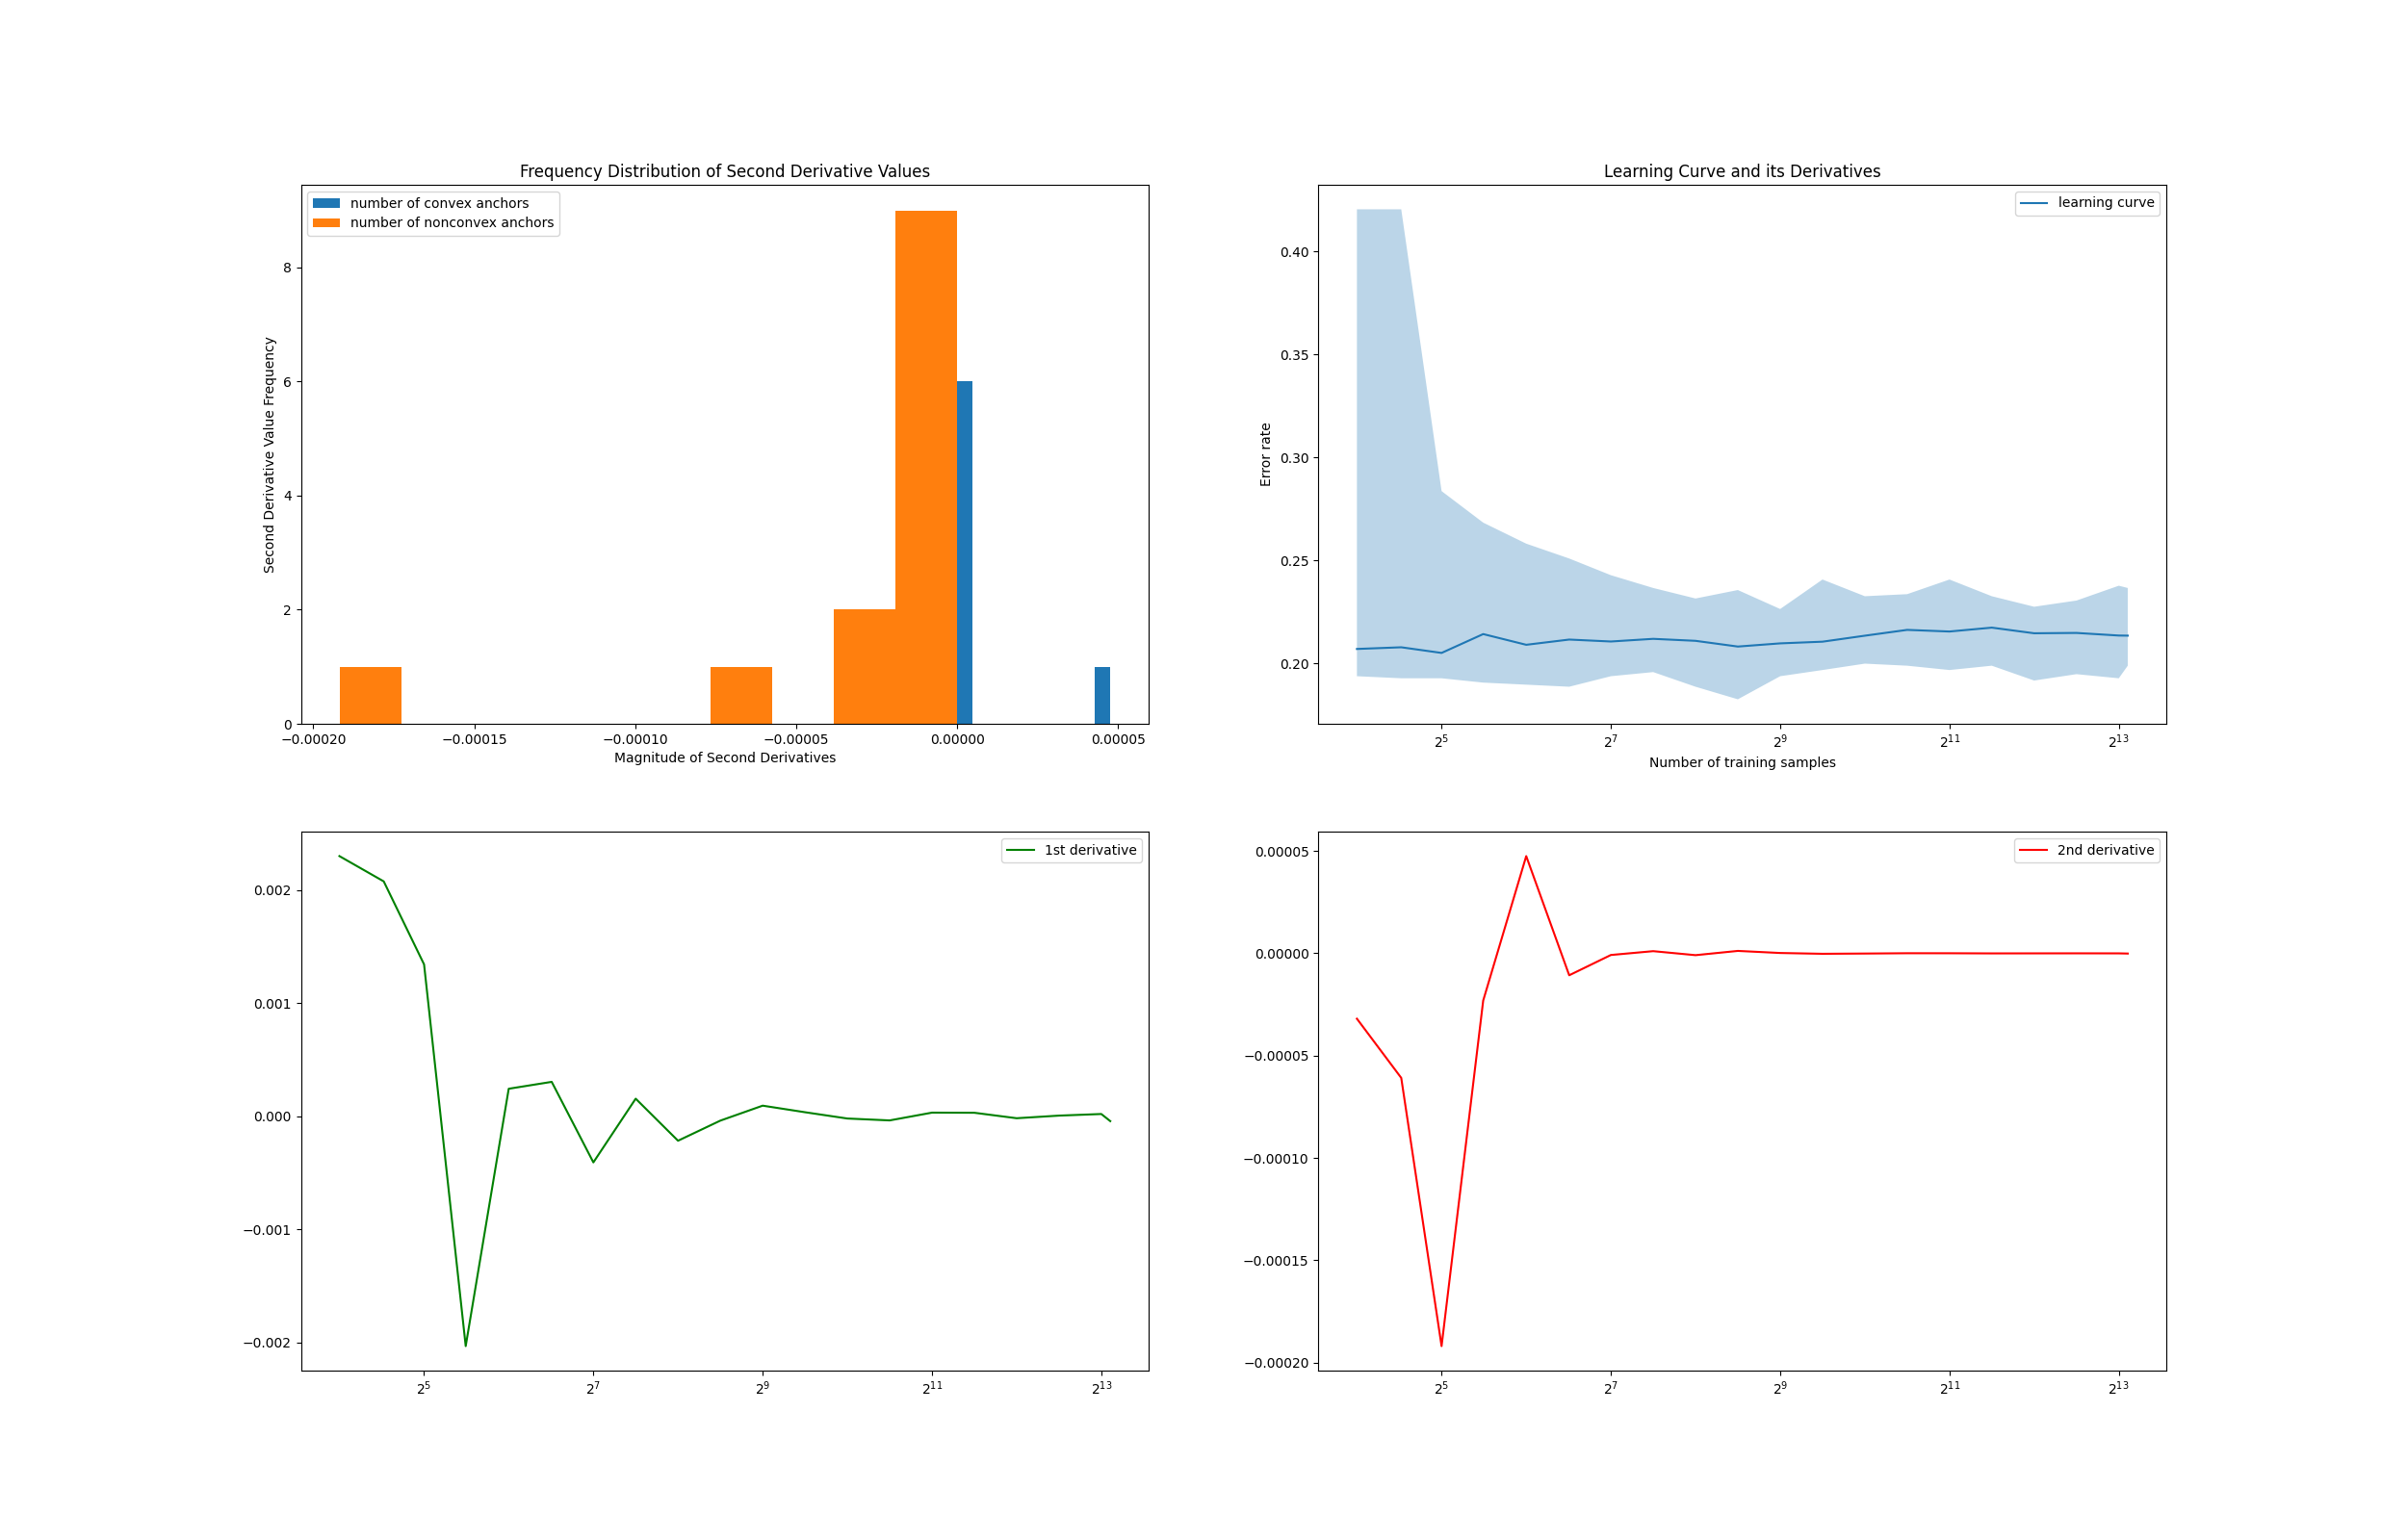 Frequency Distribution of Second Derivative Values
number of convex anchors
number of nonconvex anchors
Second Derivative Value Frequency
8
6
4
2
0
−0.00020 −0.00015 −0.00010 −0.00005 0.00000 0.00005
Magnitude of Second Derivatives
Learning Curve and its Derivatives
learning curve
Error rate
0.40
0.35
0.30
0.25
0.20
2^5 2^7 2^9 2^11 2^13
Number of training samples
1st derivative
0.002
0.001
0.000
−0.001
−0.002
2^5 2^7 2^9 2^11 2^13
2nd derivative
0.00005
0.00000
−0.00005
−0.00010
−0.00015
−0.00020
2^5 2^7 2^9 2^11 2^13